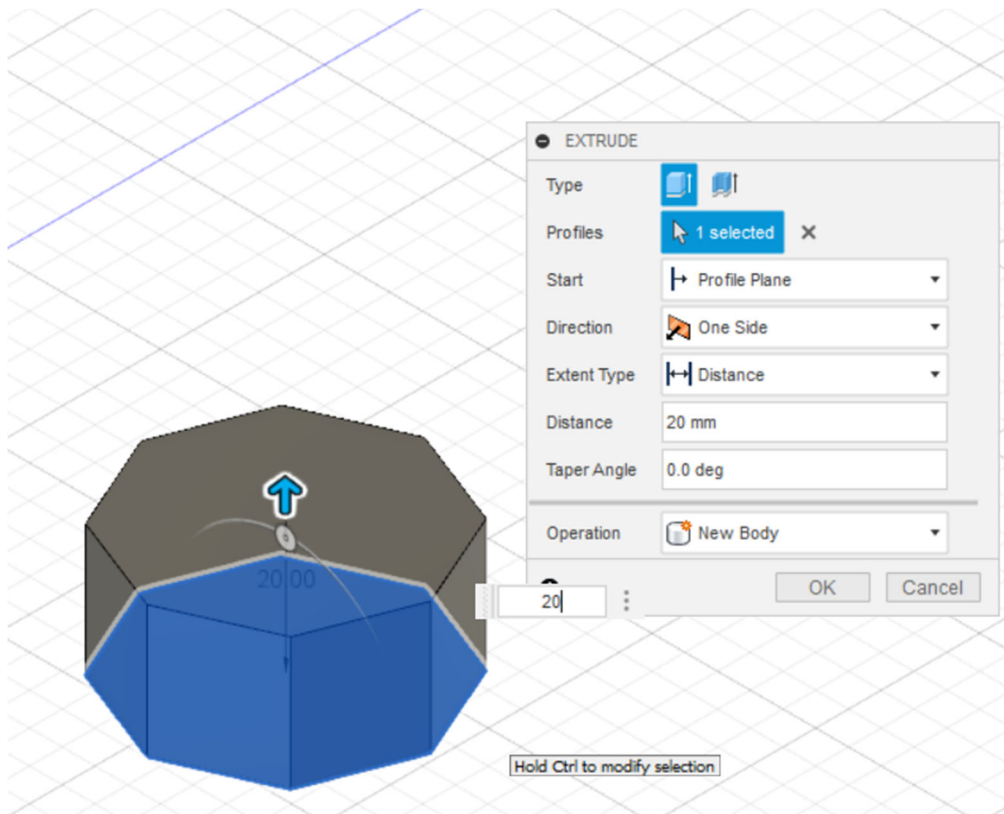 EXTRUDE
Type
Profiles 1 selected
Start Profile Plane
Direction One Side
Extent Type Distance
Distance 20 mm
Taper Angle 0.0 deg
Operation New Body
OK Cancel
20.00
20
Hold Ctrl to modify selection